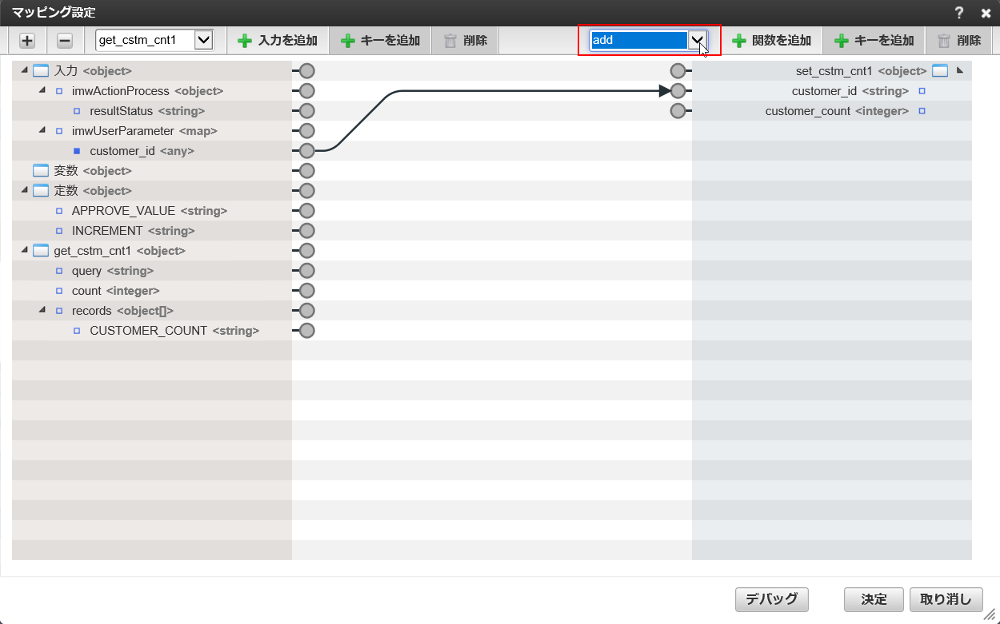 マッピング設定 ?
get_cstm_cnt1 入力を追加 キーを追加 削除 add 関数を追加 キーを追加 削除
入力 <object>
imwActionProcess <object>
resultStatus <string>
imwUserParameter <map>
customer_id <any>
変数 <object>
定数 <object>
APPROVE_VALUE <string>
INCREMENT <string>
get_cstm_cnt1 <object>
query <string>
count <integer>
records <object[]>
CUSTOMER_COUNT <string>
set_cstm_cnt1 <object>
customer_id <string>
customer_count <integer>
デバッグ 決定 取り消し